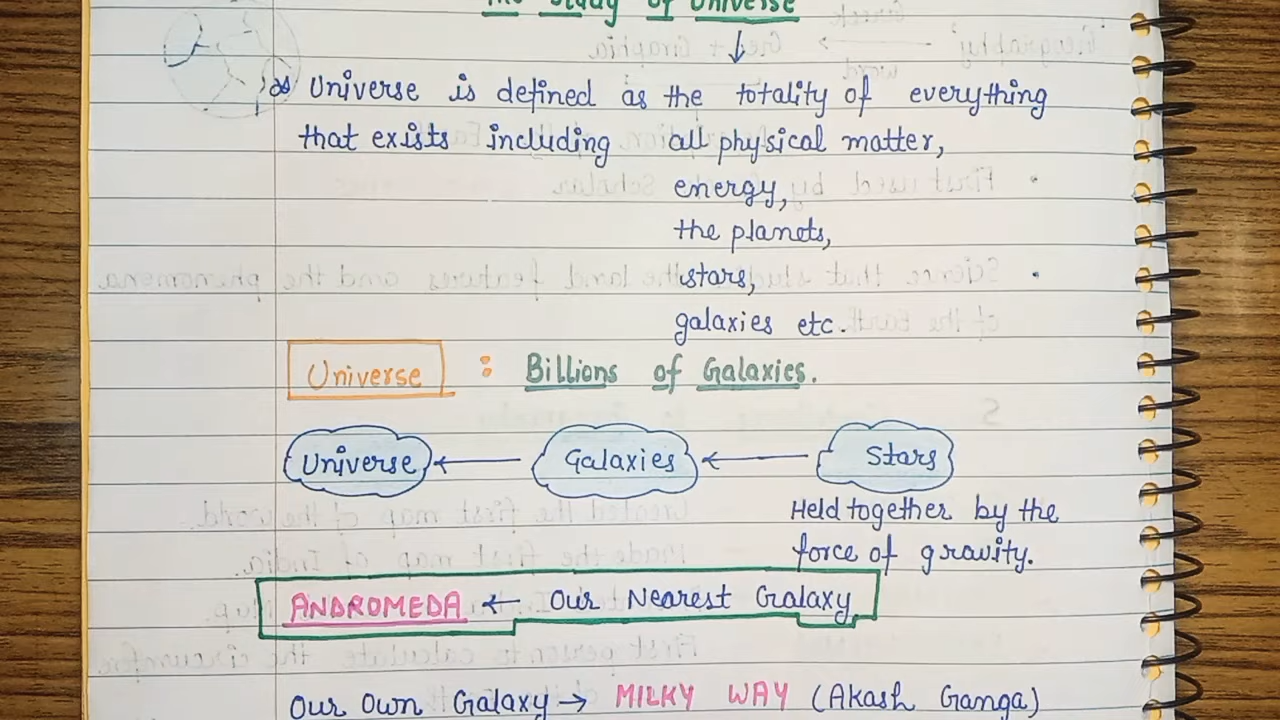 The Study of Universe
↓
Universe is defined as the totality of everything
that exists including all physical matter,
energy,
the planets,
stars,
galaxies etc.
Universe : Billions of Galaxies.
Universe ← Galaxies ← Stars
Held together by the
force of gravity.
ANDROMEDA ← Our Nearest Galaxy
Our Own Galaxy → MILKY WAY (Akash Ganga)